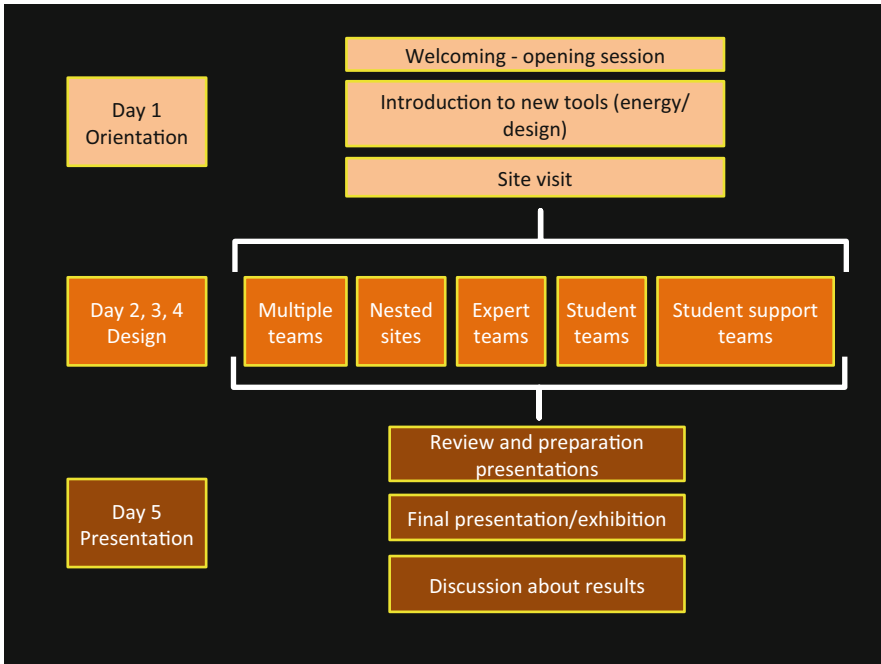 Day 1
Orientation
Welcoming - opening session
Introduction to new tools (energy/
design)
Site visit
Day 2, 3, 4
Design
Multiple
teams
Nested
sites
Expert
teams
Student
teams
Student support
teams
Day 5
Presentation
Review and preparation
presentations
Final presentation/exhibition
Discussion about results